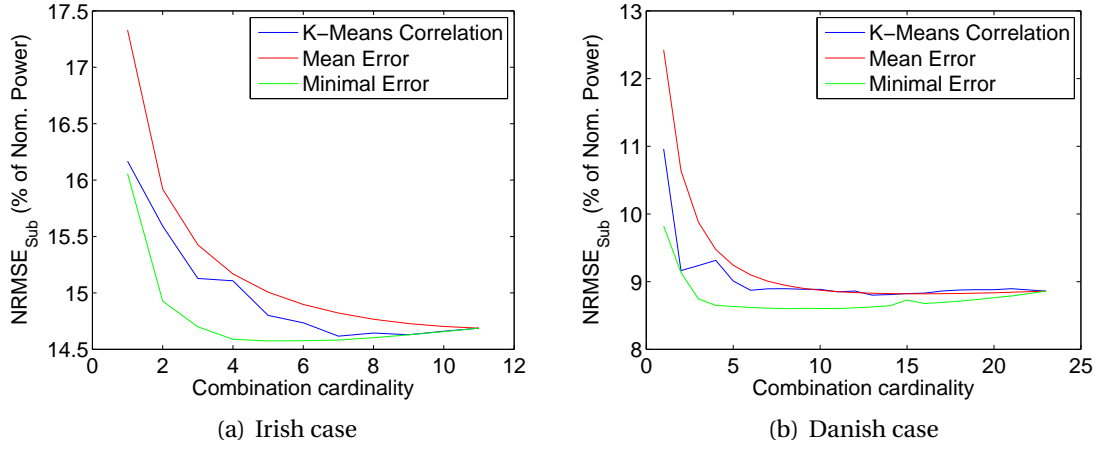 17.5
17
16.5
16
15.5
15
14.5
0
2
4
6
8
10
12
NRMSE_Sub (% of Nom. Power)
Combination cardinality
K−Means Correlation
Mean Error
Minimal Error
(a) Irish case
13
12
11
10
9
8
0
5
10
15
20
25
NRMSE_Sub (% of Nom. Power)
Combination cardinality
K−Means Correlation
Mean Error
Minimal Error
(b) Danish case